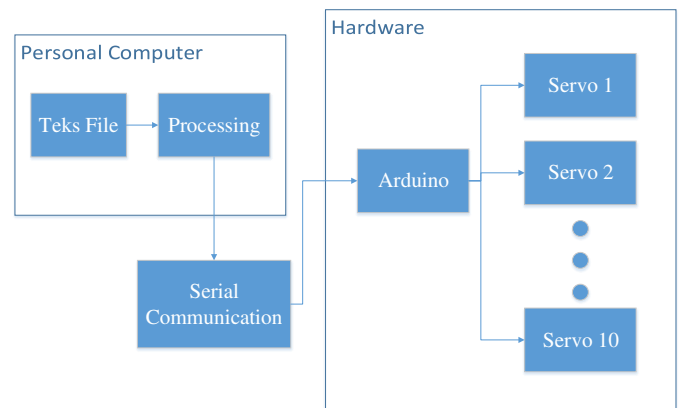 Personal Computer
Teks File
Processing
Serial
Communication
Hardware
Arduino
Servo 1
Servo 2
Servo 10